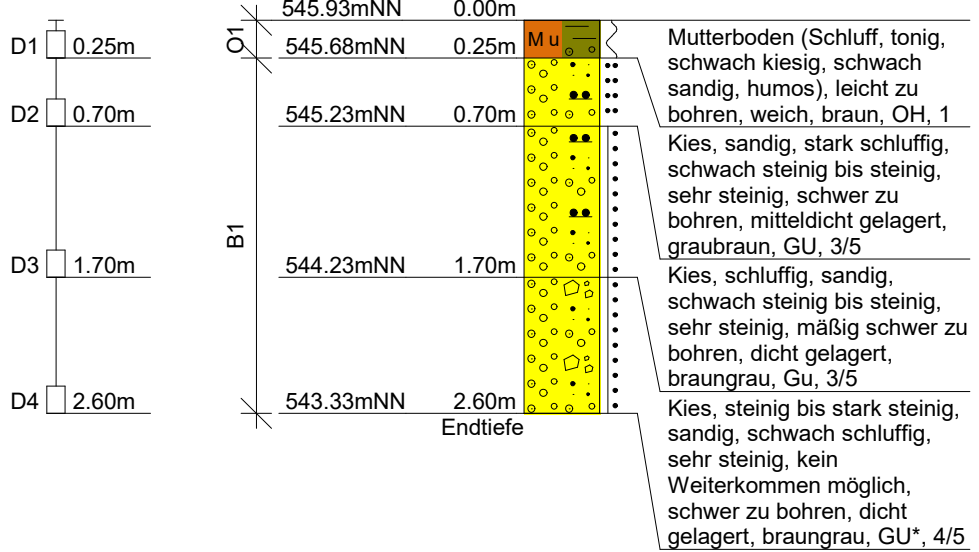 545.93mNN 0.00m
D1 0.25m
O1
545.68mNN 0.25m
M u
Mutterboden (Schluff, tonig,
schwach kiesig, schwach
sandig, humos), leicht zu
bohren, weich, braun, OH, 1
D2 0.70m
545.23mNN 0.70m
Kies, sandig, stark schluffig,
schwach steinig bis steinig,
sehr steinig, schwer zu
bohren, mitteldicht gelagert,
graubraun, GU, 3/5
B1
D3 1.70m
544.23mNN 1.70m
Kies, schluffig, sandig,
schwach steinig bis steinig,
sehr steinig, mäßig schwer zu
bohren, dicht gelagert,
braungrau, Gu, 3/5
D4 2.60m
543.33mNN 2.60m
Endtiefe
Kies, steinig bis stark steinig,
sandig, schwach schluffig,
sehr steinig, kein
Weiterkommen möglich,
schwer zu bohren, dicht
gelagert, braungrau, GU*, 4/5